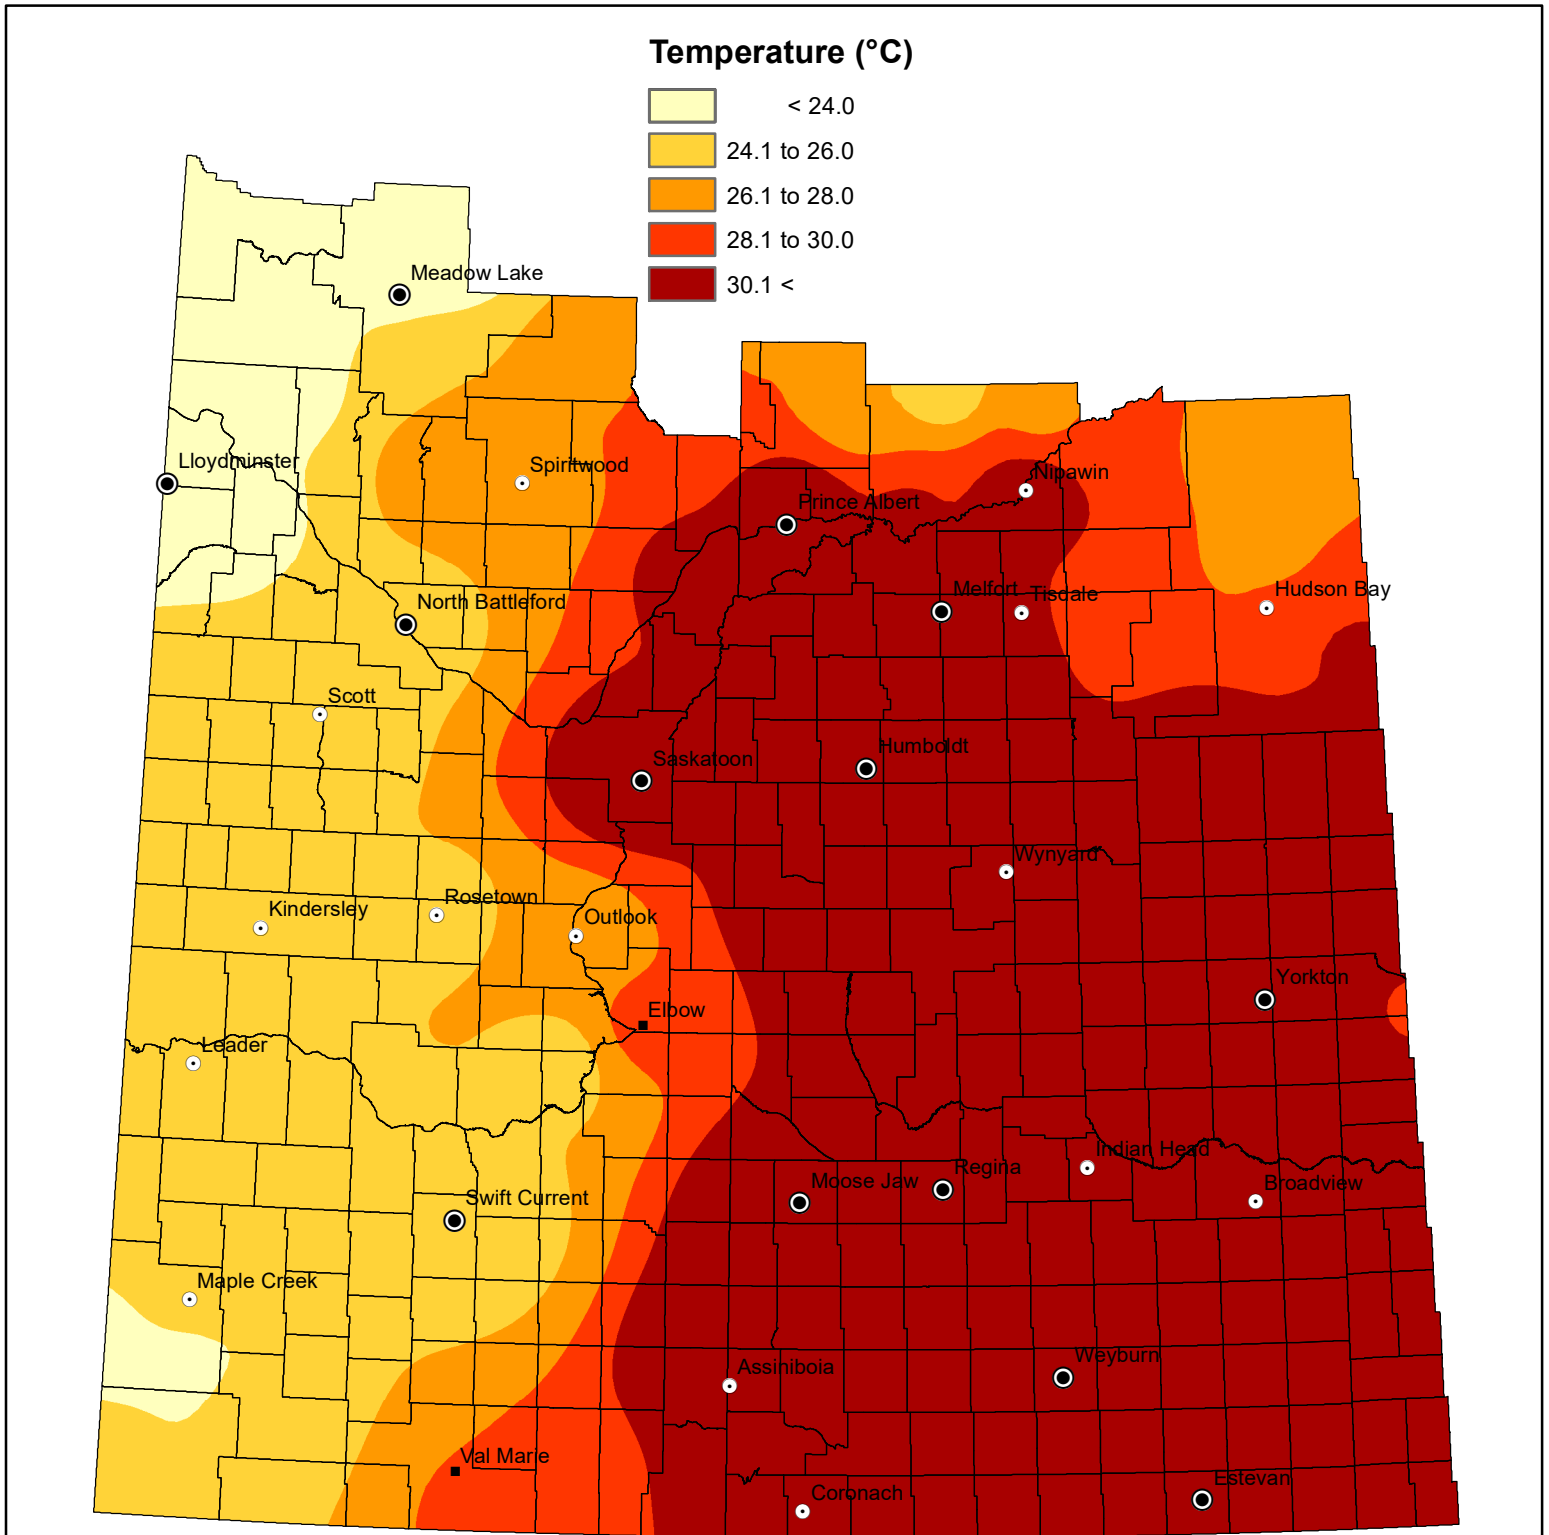 Temperature (°C)
< 24.0
24.1 to 26.0
26.1 to 28.0
28.1 to 30.0
30.1 <
Meadow Lake
Lloydminster
Spiritwood
Nipawin
Prince Albert
Hudson Bay
Melfort
Tisdale
North Battleford
Scott
Humboldt
Saskatoon
Wynyard
Rosetown
Kindersley
Outlook
Yorkton
Elbow
Leader
Indian Head
Regina
Moose Jaw
Broadview
Swift Current
Maple Creek
Weyburn
Assiniboia
Val Marie
Estevan
Coronach